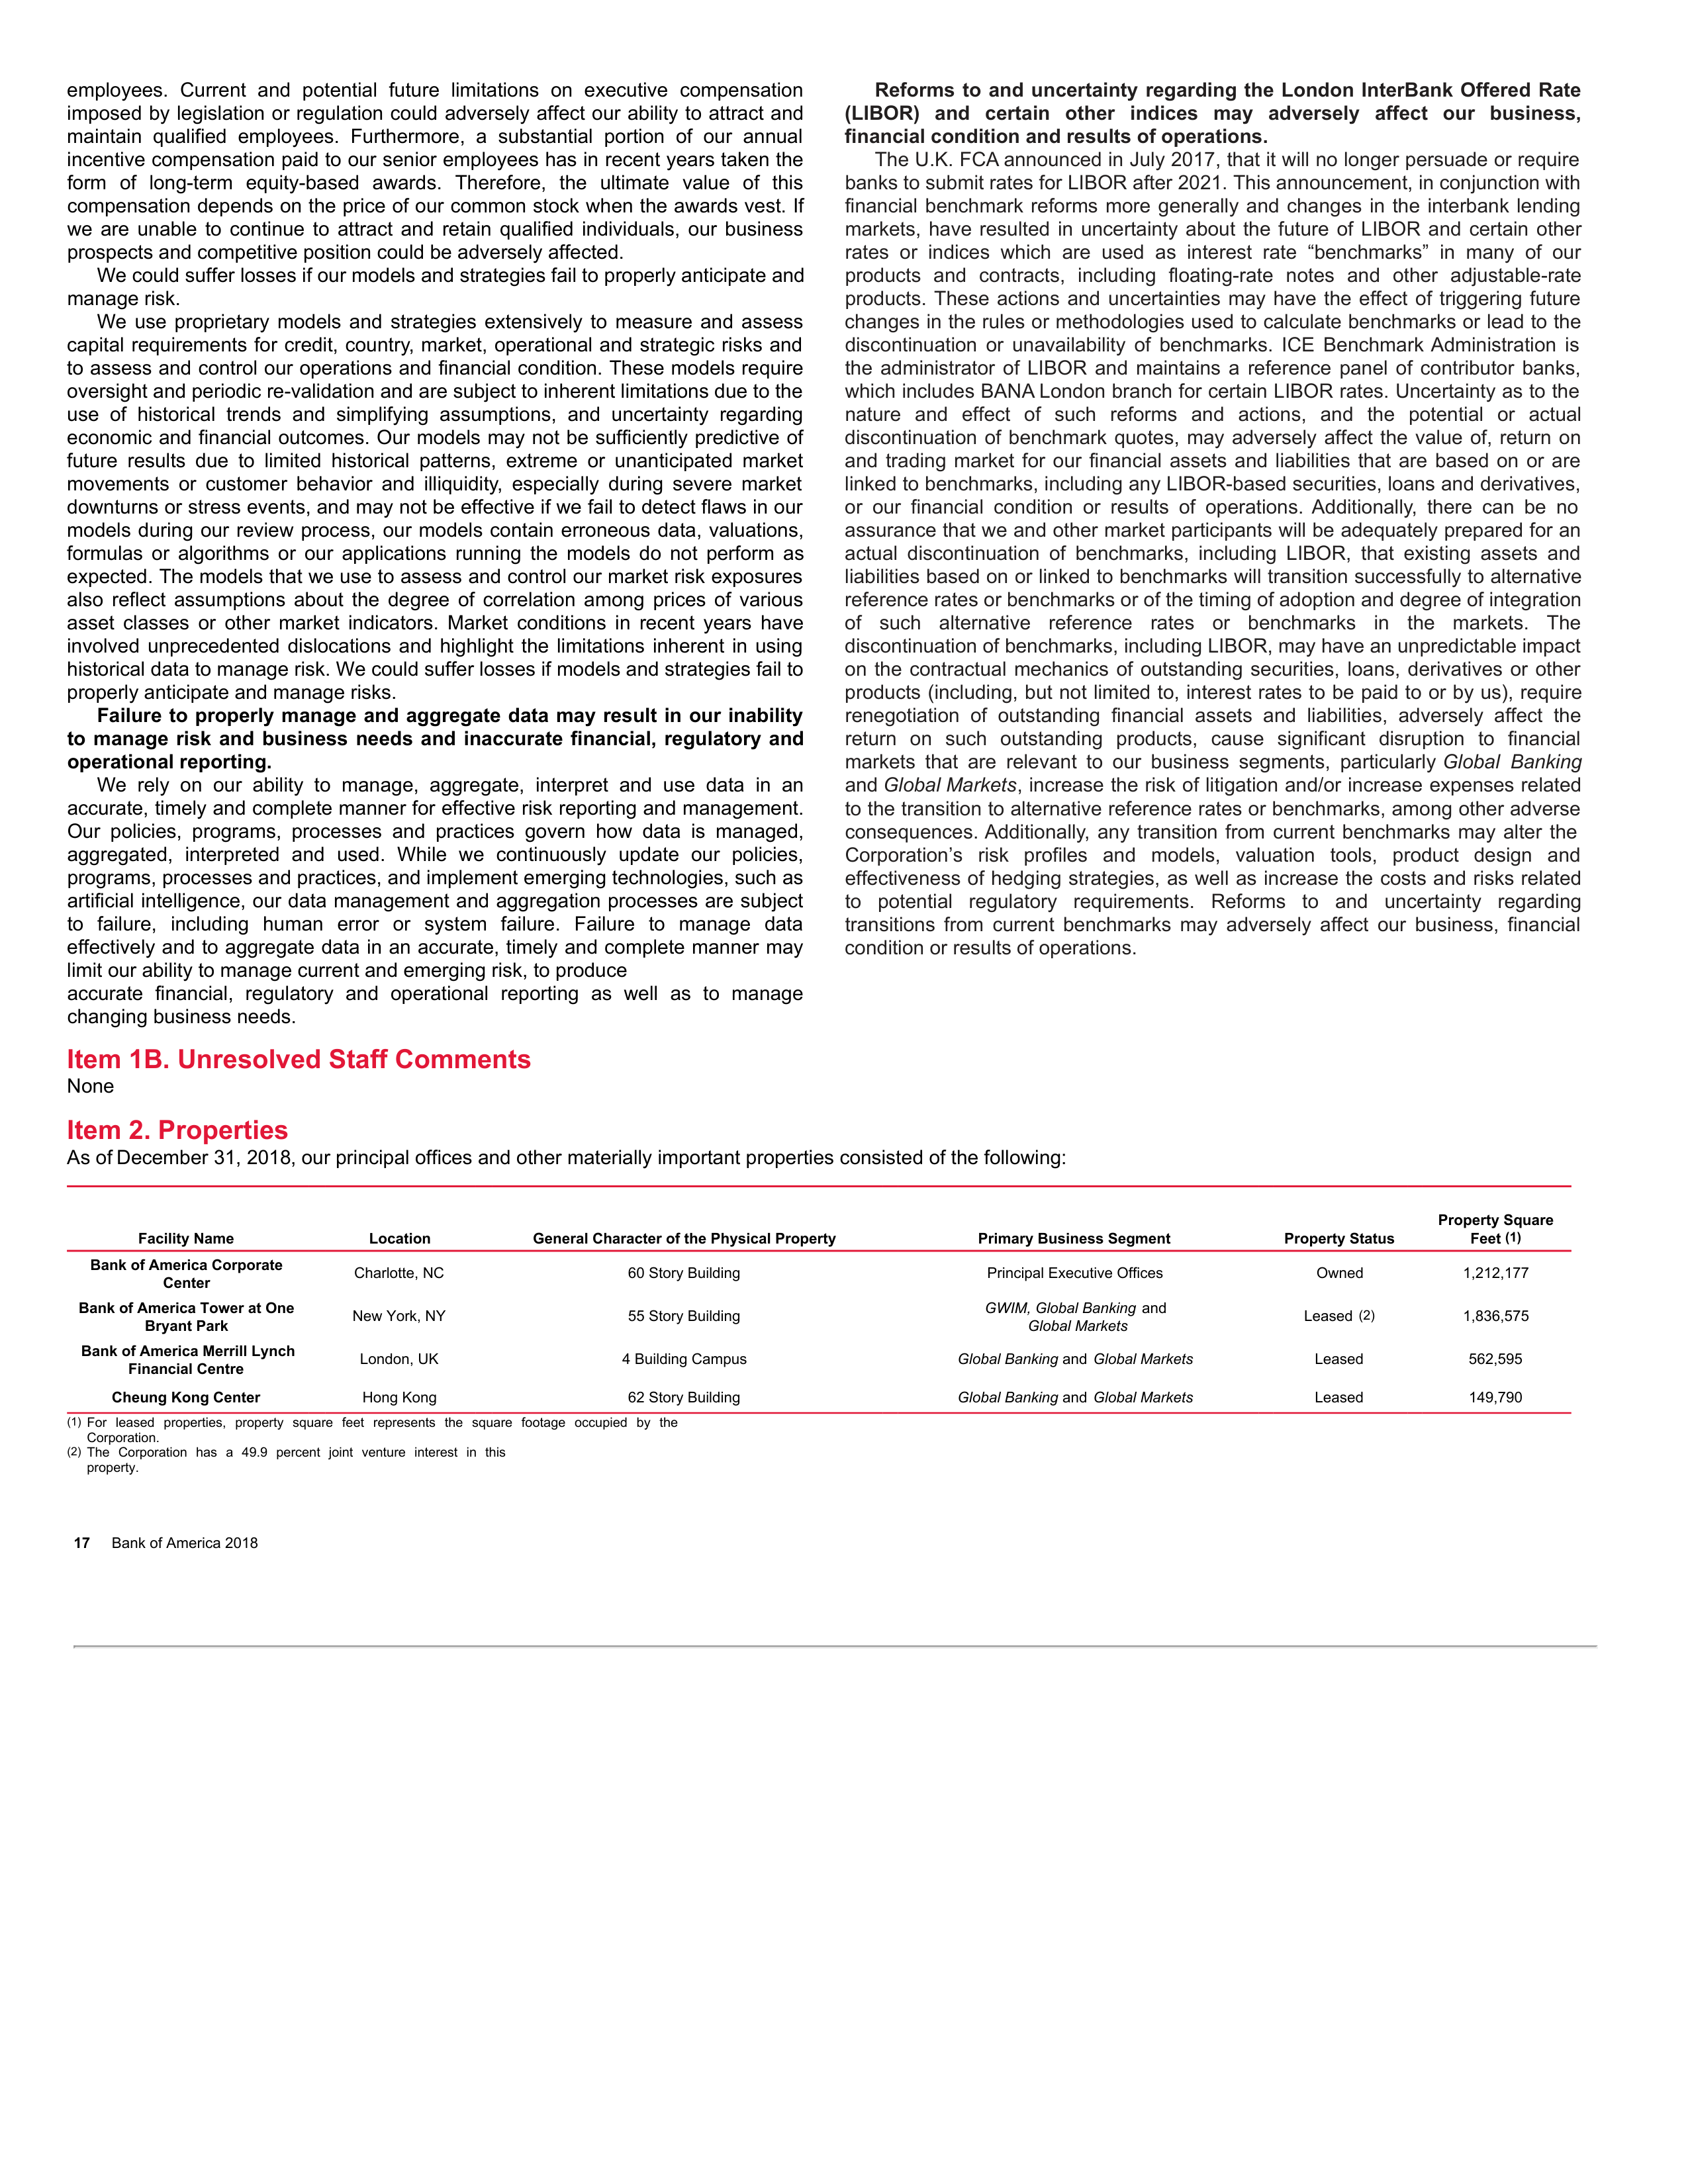 employees. Current and potential future limitations on executive compensation
imposed by legislation or regulation could adversely affect our ability to attract and
maintain qualified employees. Furthermore, a substantial portion of our annual
incentive compensation paid to our senior employees has in recent years taken the
form of long-term equity-based awards. Therefore, the ultimate value of this
compensation depends on the price of our common stock when the awards vest. If
we are unable to continue to attract and retain qualified individuals, our business
prospects and competitive position could be adversely affected.
We could suffer losses if our models and strategies fail to properly anticipate and
manage risk.
We use proprietary models and strategies extensively to measure and assess
capital requirements for credit, country, market, operational and strategic risks and
to assess and control our operations and financial condition. These models require
oversight and periodic re-validation and are subject to inherent limitations due to the
use of historical trends and simplifying assumptions, and uncertainty regarding
economic and financial outcomes. Our models may not be sufficiently predictive of
future results due to limited historical patterns, extreme or unanticipated market
movements or customer behavior and illiquidity, especially during severe market
downturns or stress events, and may not be effective if we fail to detect flaws in our
models during our review process, our models contain erroneous data, valuations,
formulas or algorithms or our applications running the models do not perform as
expected. The models that we use to assess and control our market risk exposures
also reflect assumptions about the degree of correlation among prices of various
asset classes or other market indicators. Market conditions in recent years have
involved unprecedented dislocations and highlight the limitations inherent in using
historical data to manage risk. We could suffer losses if models and strategies fail to
properly anticipate and manage risks.
Failure to properly manage and aggregate data may result in our inability
to manage risk and business needs and inaccurate financial, regulatory and
operational reporting.
We rely on our ability to manage, aggregate, interpret and use data in an
accurate, timely and complete manner for effective risk reporting and management.
Our policies, programs, processes and practices govern how data is managed,
aggregated, interpreted and used. While we continuously update our policies,
programs, processes and practices, and implement emerging technologies, such as
artificial intelligence, our data management and aggregation processes are subject
to failure, including human error or system failure. Failure to manage data
effectively and to aggregate data in an accurate, timely and complete manner may
limit our ability to manage current and emerging risk, to produce
accurate financial, regulatory and operational reporting as well as to manage
changing business needs.
Reforms to and uncertainty regarding the London InterBank Offered Rate
(LIBOR) and certain other indices may adversely affect our business,
financial condition and results of operations.
The U.K. FCA announced in July 2017, that it will no longer persuade or require
banks to submit rates for LIBOR after 2021. This announcement, in conjunction with
financial benchmark reforms more generally and changes in the interbank lending
markets, have resulted in uncertainty about the future of LIBOR and certain other
rates or indices which are used as interest rate “benchmarks” in many of our
products and contracts, including floating-rate notes and other adjustable-rate
products. These actions and uncertainties may have the effect of triggering future
changes in the rules or methodologies used to calculate benchmarks or lead to the
discontinuation or unavailability of benchmarks. ICE Benchmark Administration is
the administrator of LIBOR and maintains a reference panel of contributor banks,
which includes BANA London branch for certain LIBOR rates. Uncertainty as to the
nature and effect of such reforms and actions, and the potential or actual
discontinuation of benchmark quotes, may adversely affect the value of, return on
and trading market for our financial assets and liabilities that are based on or are
linked to benchmarks, including any LIBOR-based securities, loans and derivatives,
or our financial condition or results of operations. Additionally, there can be no
assurance that we and other market participants will be adequately prepared for an
actual discontinuation of benchmarks, including LIBOR, that existing assets and
liabilities based on or linked to benchmarks will transition successfully to alternative
reference rates or benchmarks or of the timing of adoption and degree of integration
of such alternative reference rates or benchmarks in the markets. The
discontinuation of benchmarks, including LIBOR, may have an unpredictable impact
on the contractual mechanics of outstanding securities, loans, derivatives or other
products (including, but not limited to, interest rates to be paid to or by us), require
renegotiation of outstanding financial assets and liabilities, adversely affect the
return on such outstanding products, cause significant disruption to financial
markets that are relevant to our business segments, particularly Global Banking
and Global Markets, increase the risk of litigation and/or increase expenses related
to the transition to alternative reference rates or benchmarks, among other adverse
consequences. Additionally, any transition from current benchmarks may alter the
Corporation’s risk profiles and models, valuation tools, product design and
effectiveness of hedging strategies, as well as increase the costs and risks related
to potential regulatory requirements. Reforms to and uncertainty regarding
transitions from current benchmarks may adversely affect our business, financial
condition or results of operations.
Item 1B. Unresolved Staff Comments
None
Item 2. Properties
As of December 31, 2018, our principal offices and other materially important properties consisted of the following:
Facility Name Location General Character of the Physical Property Primary Business Segment Property Status Property Square Feet (1)
Bank of America Corporate Center Charlotte, NC 60 Story Building Principal Executive Offices Owned 1,212,177
Bank of America Tower at One Bryant Park New York, NY 55 Story Building GWIM, Global Banking and Global Markets Leased (2) 1,836,575
Bank of America Merrill Lynch Financial Centre London, UK 4 Building Campus Global Banking and Global Markets Leased 562,595
Cheung Kong Center Hong Kong 62 Story Building Global Banking and Global Markets Leased 149,790
(1) For leased properties, property square feet represents the square footage occupied by the
Corporation.
(2) The Corporation has a 49.9 percent joint venture interest in this
property.
17 Bank of America 2018